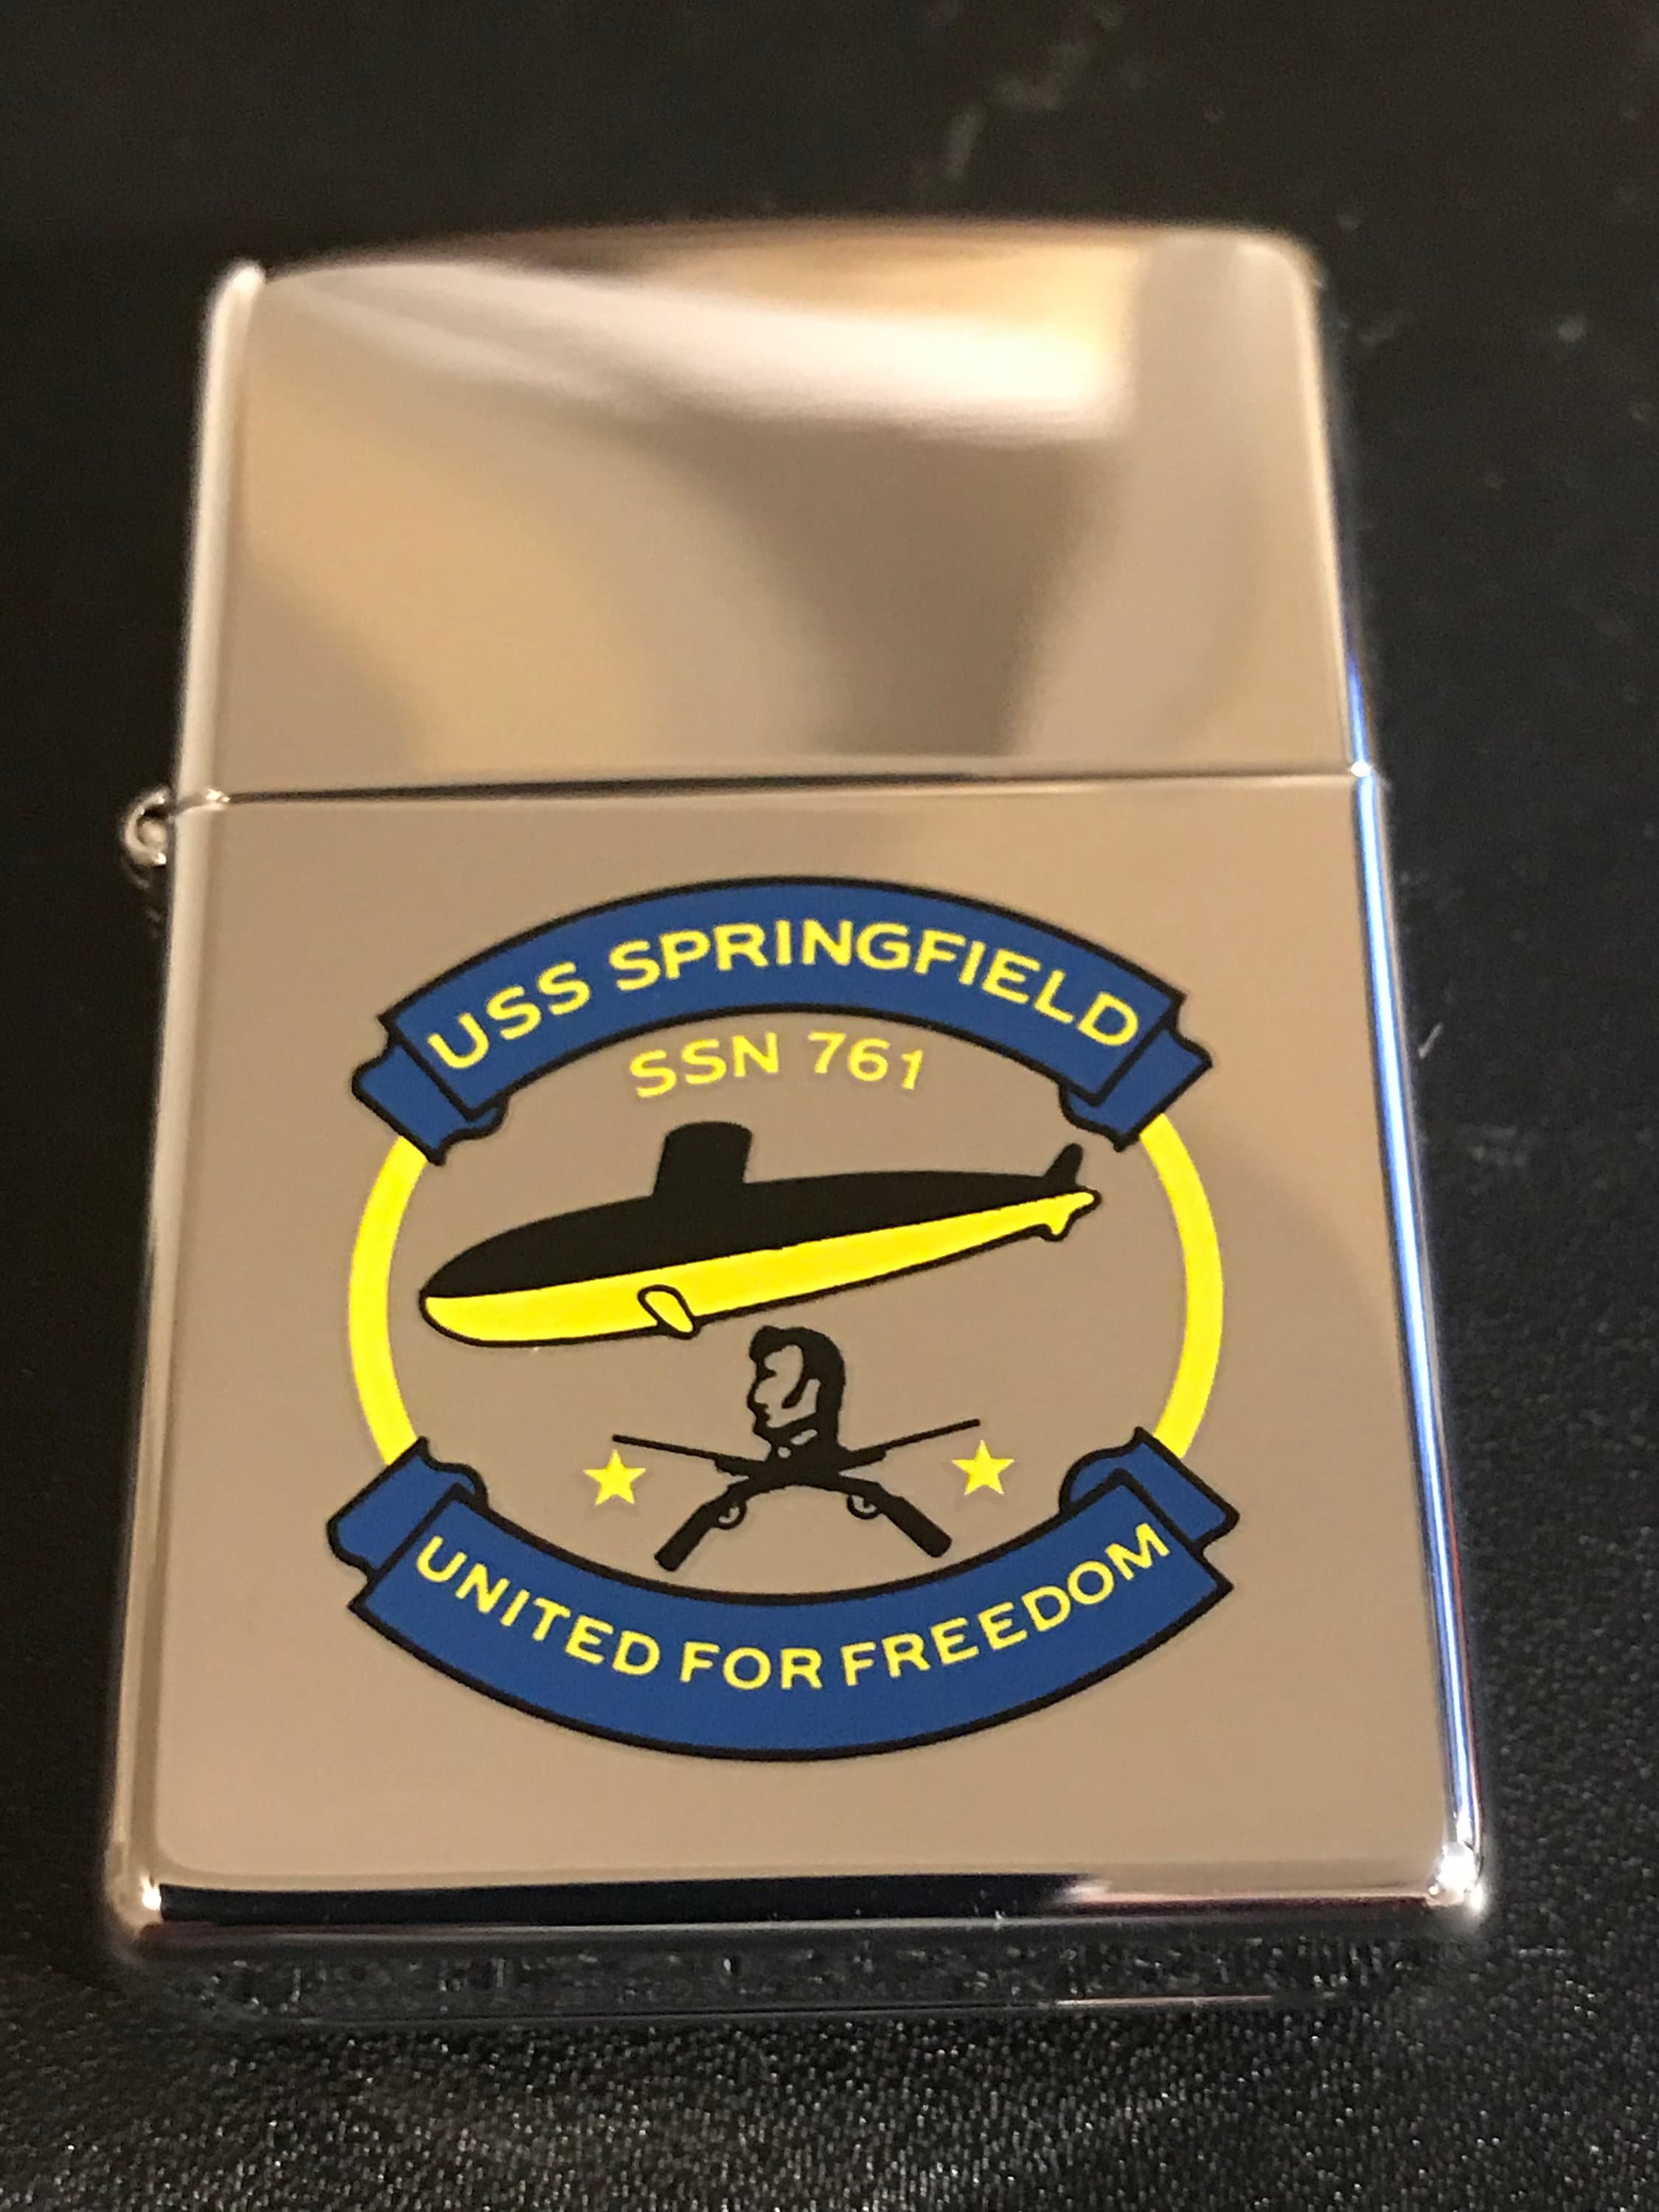 USS SPRINGFIELD
SSN 761
UNITED FOR FREEDOM